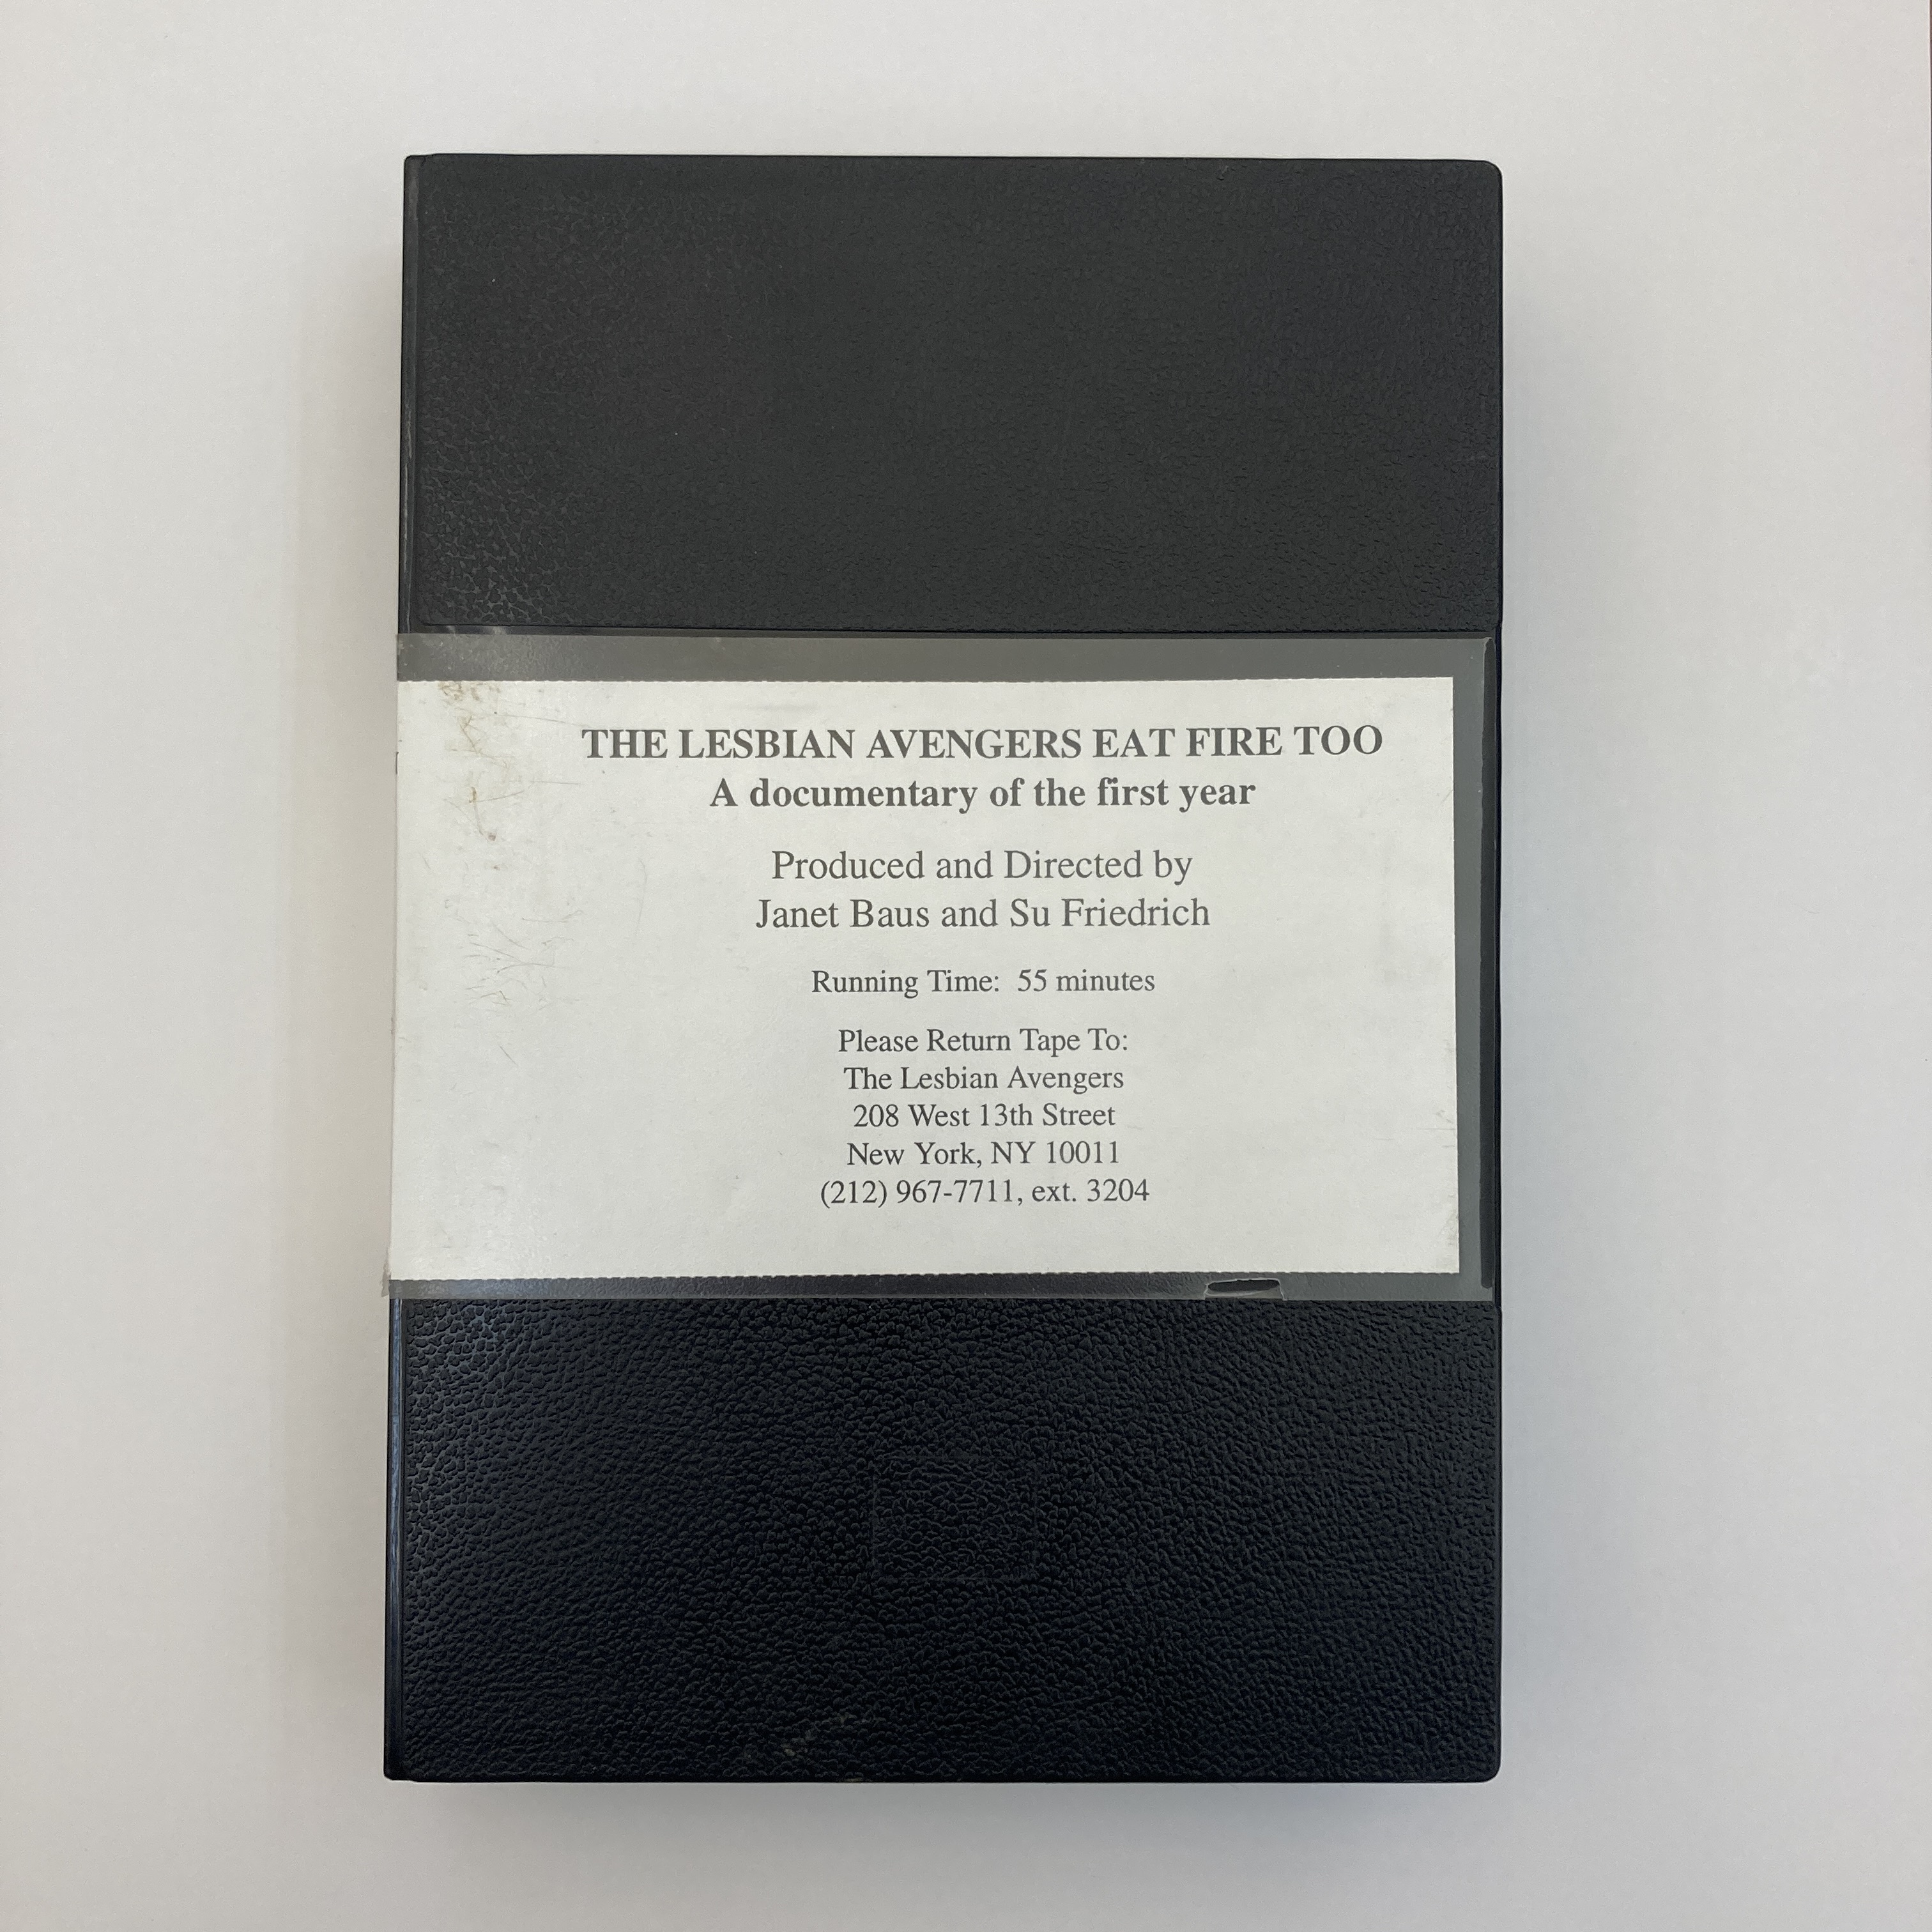 THE LESBIAN AVENGERS EAT FIRE TOO
A documentary of the first year
Produced and Directed by
Janet Baus and Su Friedrich
Running Time: 55 minutes
Please Return Tape To:
The Lesbian Avengers
208 West 13th Street
New York, NY 10011
(212) 967-7711, ext. 3204